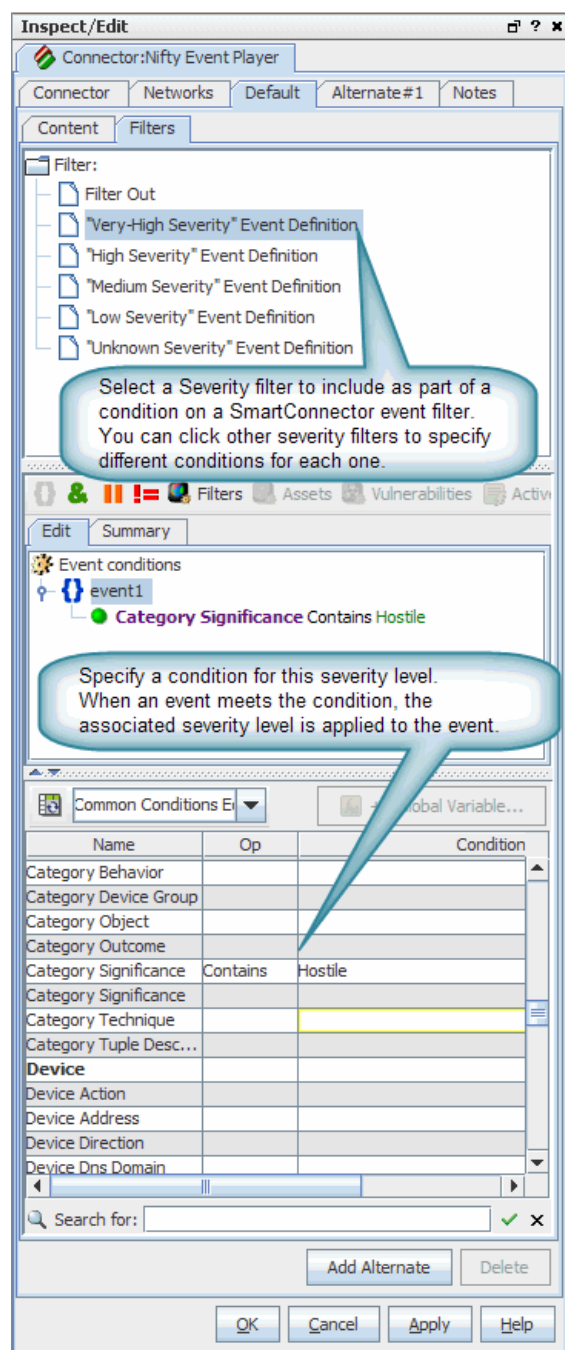 Inspect/Edit
Connector:Nifty Event Player
Connector Networks Default Alternate#1 Notes
Content Filters
Filter:
Filter Out
"Very-High Severity" Event Definition
"High Severity" Event Definition
"Medium Severity" Event Definition
"Low Severity" Event Definition
"Unknown Severity" Event Definition
Select a Severity filter to include as part of a
condition on a SmartConnector event filter.
You can click other severity filters to specify
different conditions for each one.
Filters Assets Vulnerabilities Active
Edit Summary
Event conditions
event1
Category Significance Contains Hostile
Specify a condition for this severity level.
When an event meets the condition, the
associated severity level is applied to the event.
Common Conditions E
Variable...
Name Op Condition
Category Behavior
Category Device Group
Category Object
Category Outcome
Category Significance Contains Hostile
Category Significance
Category Technique
Category Tuple Desc...
Device
Device Action
Device Address
Device Direction
Device Dns Domain
Search for:
Add Alternate Delete
OK Cancel Apply Help